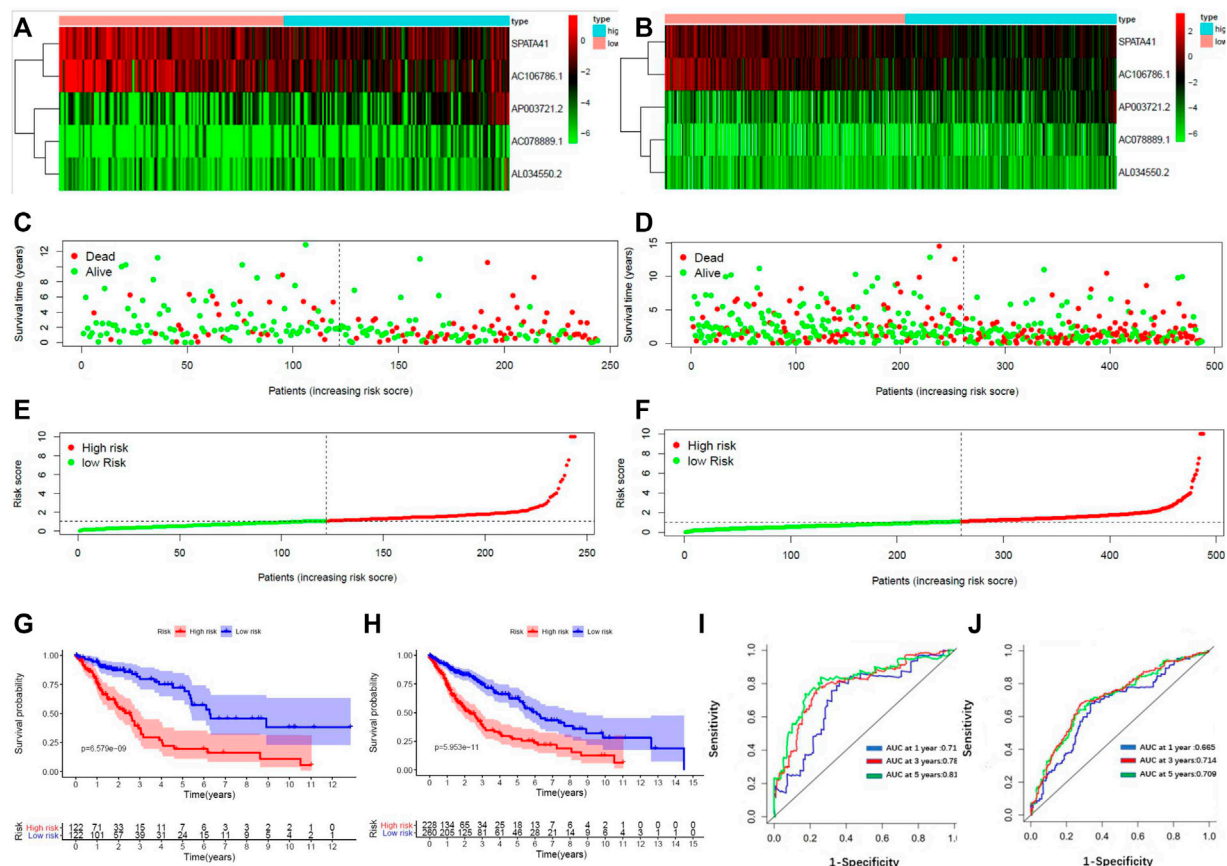 A
type
type
high
low
SPATA41
AC106786.1
AP003721.2
AC078889.1
AL034550.2
0
−2
−4
−6
B
type
type
hig
low
SPATA41
AC106786.1
AP003721.2
AC078889.1
AL034550.2
2
0
−2
−4
−6
C
Survival time (years)
0 2 4 6 8 10 12
Dead
Alive
0 50 100 150 200 250
Patients (increasing risk socre)
D
Survival time (years)
0 5 10 15
Dead
Alive
0 100 200 300 400 500
Patients (increasing risk socre)
E
Risk score
0 2 4 6 8 10
High risk
low Risk
0 50 100 150 200 250
Patients (increasing risk socre)
F
Risk score
0 2 4 6 8 10
High risk
low Risk
0 100 200 300 400 500
Patients (increasing risk socre)
G
Risk High risk Low risk
Survival probability
1.00
0.75
0.50
0.25
0.00
p=6.579e−09
0 1 2 3 4 5 6 7 8 9 10 11 12
Time(years)
Risk
High risk 122 71 33 15 11 7 6 3 3 2 2 1 0
Low risk 122 101 57 39 31 24 15 11 9 6 4 2 1
0 1 2 3 4 5 6 7 8 9 10 11 12
Time(years)
H
Risk High risk Low risk
Survival probability
1.00
0.75
0.50
0.25
0.00
p=5.953e−11
0 1 2 3 4 5 6 7 8 9 10 11 12 13 14 15
Time(years)
Risk
High risk 228 134 65 34 25 18 13 7 6 4 2 1 0 0 0 0
Low risk 260 205 125 81 61 46 28 21 14 9 6 4 3 1 1 0
0 1 2 3 4 5 6 7 8 9 10 11 12 13 14 15
Time(years)
I
Sensitivity
1.0
0.8
0.6
0.4
0.2
0.0
AUC at 1 year:0.71
AUC at 3 years:0.78
AUC at 5 years:0.81
0.0 0.2 0.4 0.6 0.8 1.0
1-Specificity
J
Sensitivity
1.0
0.8
0.6
0.4
0.2
0.0
AUC at 1 year:0.665
AUC at 3 years:0.714
AUC at 5 years:0.709
0.0 0.2 0.4 0.6 0.8 1.0
1-Specificity